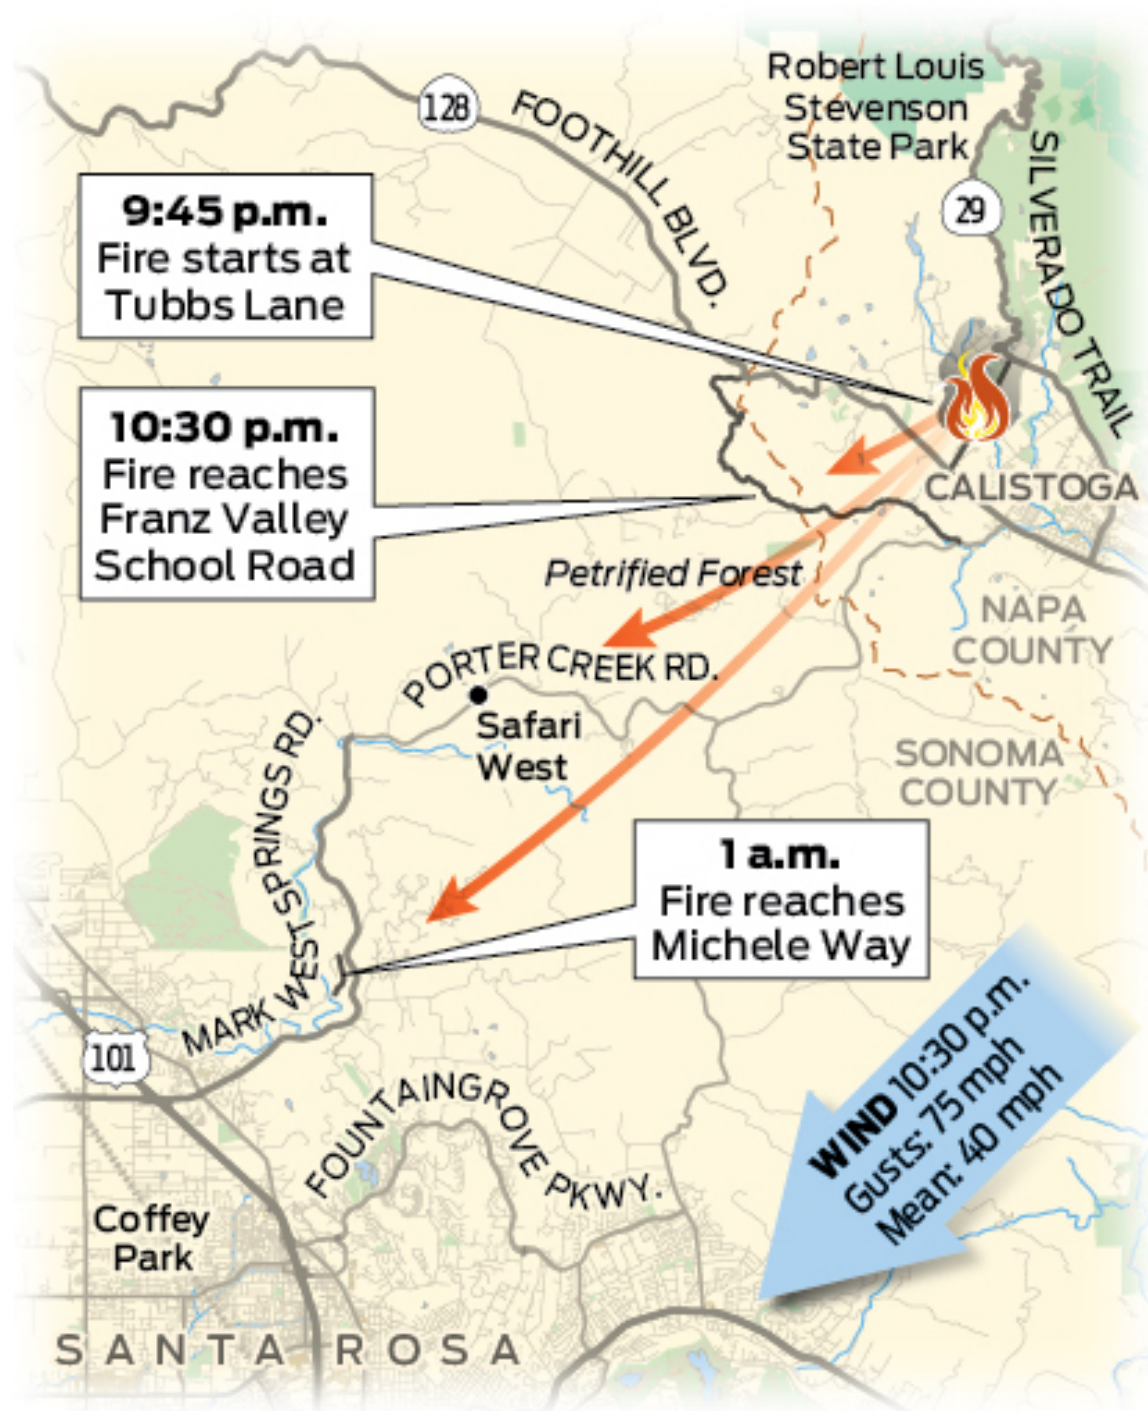 Robert Louis
Stevenson
State Park
128
FOOTHILL BLVD.
29
SILVERADO TRAIL
9:45 p.m.
Fire starts at
Tubbs Lane
10:30 p.m.
Fire reaches
Franz Valley
School Road
CALISTOGA
Petrified Forest
NAPA
COUNTY
PORTER CREEK RD.
Safari
West
SONOMA
COUNTY
MARK WEST SPRINGS RD.
1 a.m.
Fire reaches
Michele Way
WIND 10:30 p.m.
Gusts: 75 mph
Mean: 40 mph
101
FOUNTAINGROVE PKWY.
Coffey
Park
SANTA ROSA